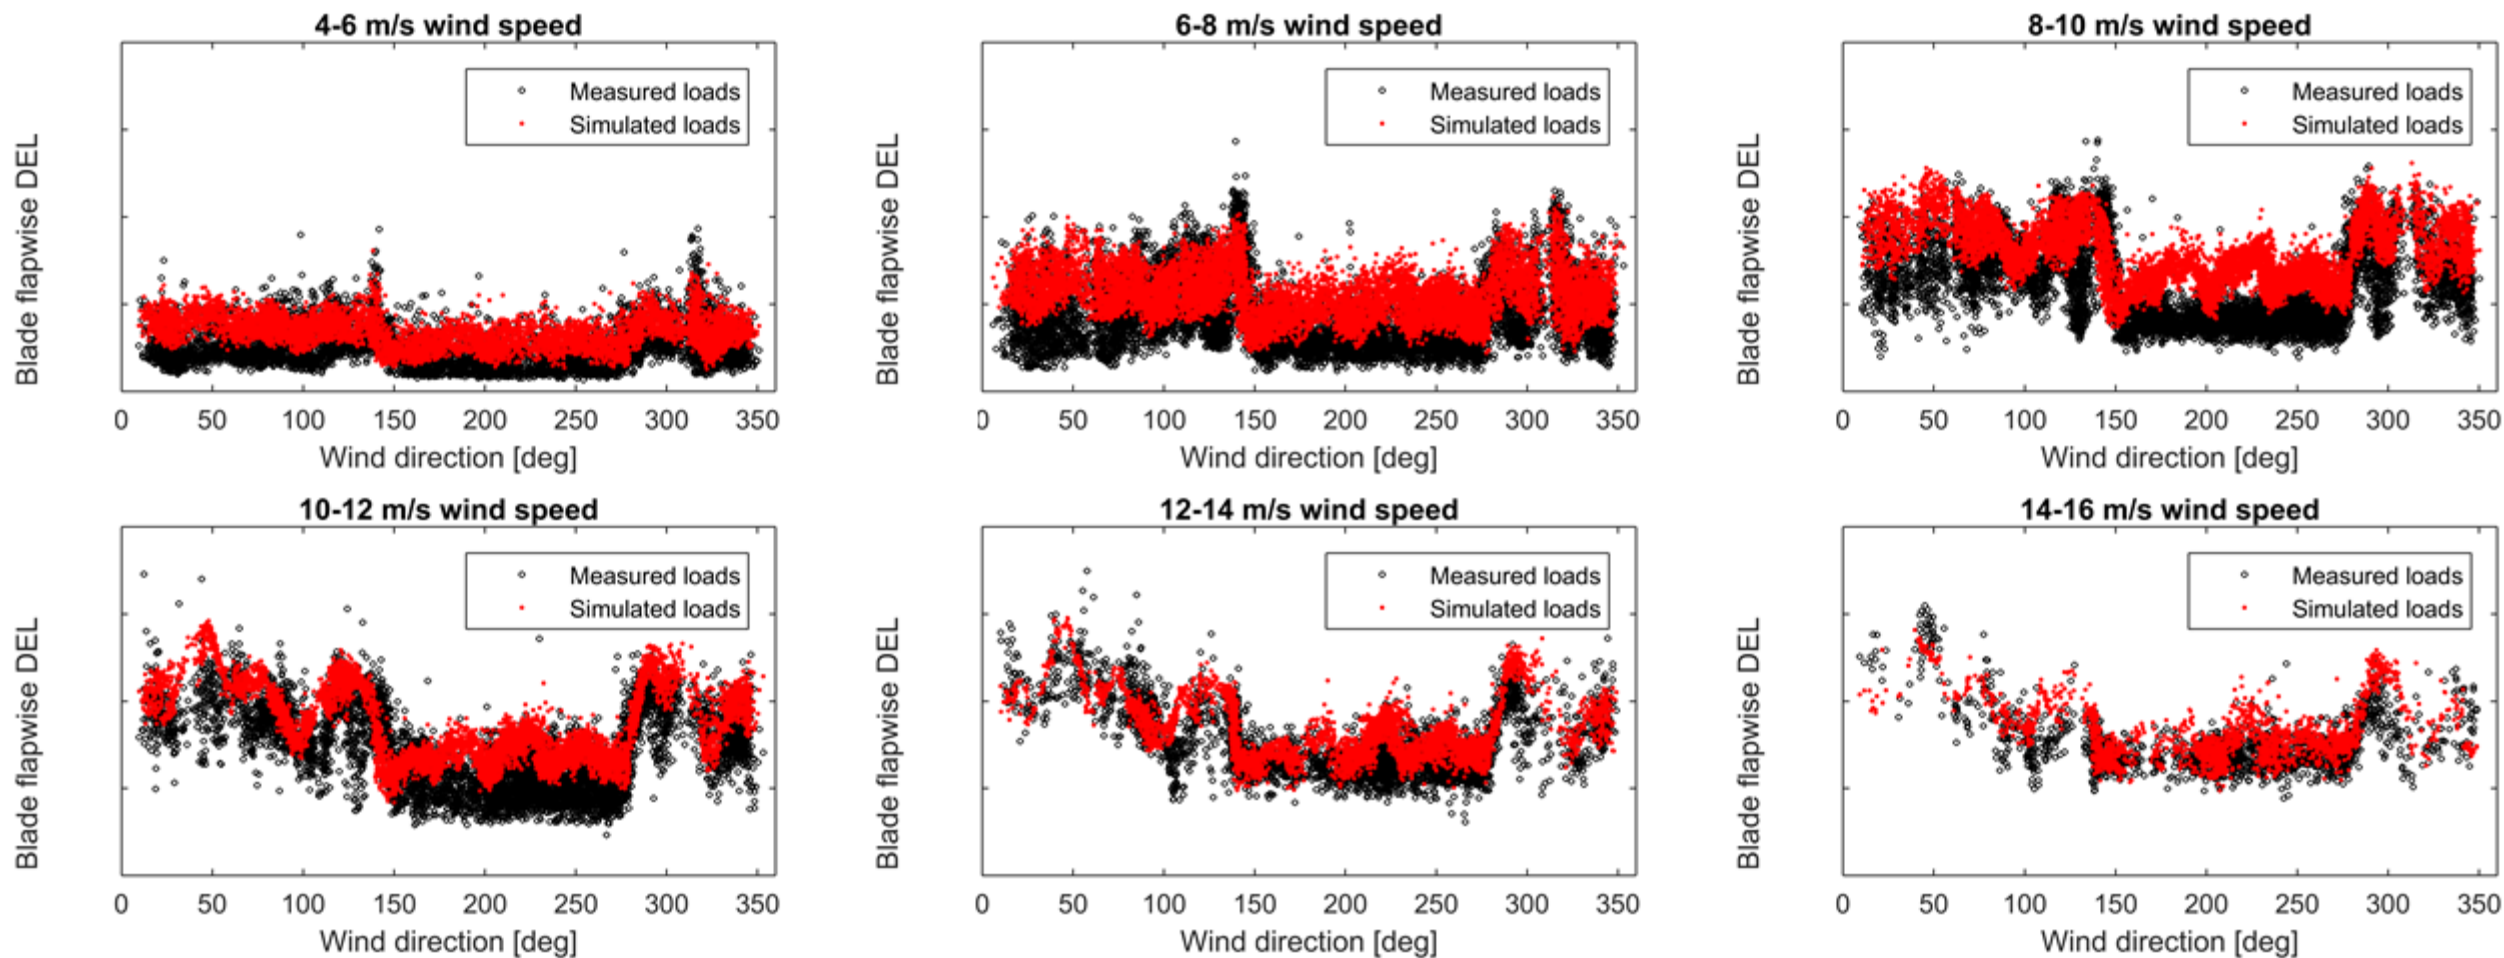 4-6 m/s wind speed
Measured loads
Simulated loads
Blade flapwise DEL
0 50 100 150 200 250 300 350
Wind direction [deg]
6-8 m/s wind speed
Measured loads
Simulated loads
Blade flapwise DEL
0 50 100 150 200 250 300 350
Wind direction [deg]
8-10 m/s wind speed
Measured loads
Simulated loads
Blade flapwise DEL
0 50 100 150 200 250 300 350
Wind direction [deg]
10-12 m/s wind speed
Measured loads
Simulated loads
Blade flapwise DEL
0 50 100 150 200 250 300 350
Wind direction [deg]
12-14 m/s wind speed
Measured loads
Simulated loads
Blade flapwise DEL
0 50 100 150 200 250 300 350
Wind direction [deg]
14-16 m/s wind speed
Measured loads
Simulated loads
Blade flapwise DEL
0 50 100 150 200 250 300 350
Wind direction [deg]